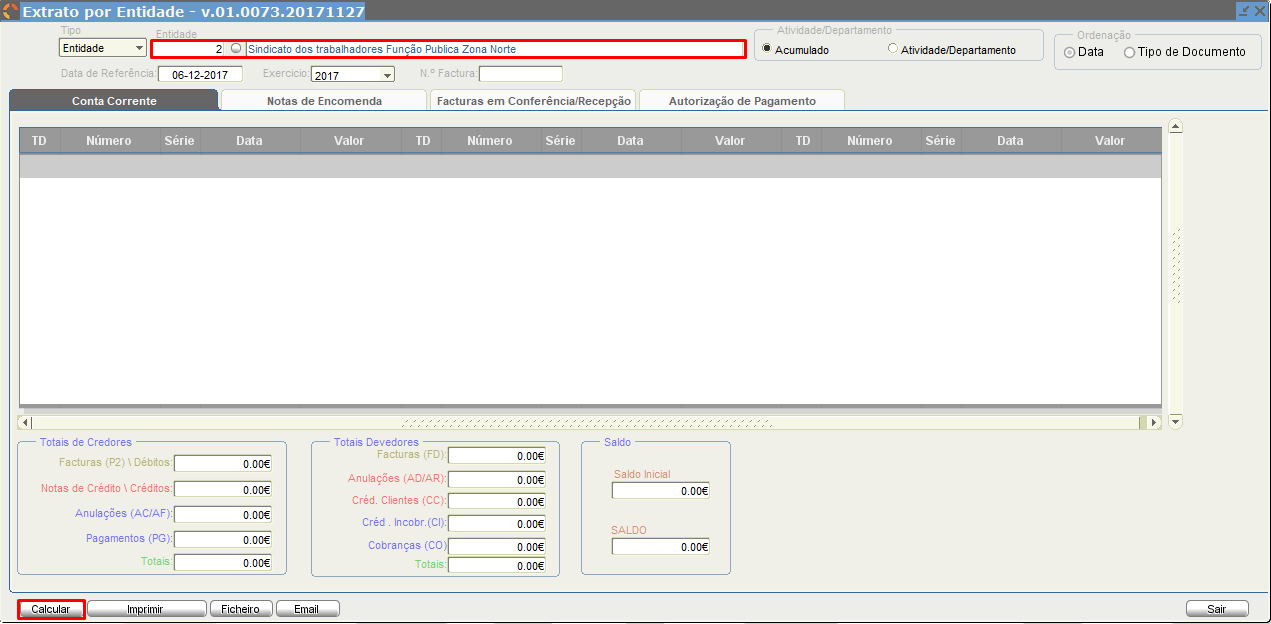 Extrato por Entidade - v.01.0073.20171127
Tipo Entidade Atividade/Departamento Ordenação
Entidade 2 Sindicato dos trabalhadores Função Publica Zona Norte Acumulado Atividade/Departamento Data Tipo de Documento
Data de Referência: 06-12-2017 Exercício: 2017 N.º Factura:
Conta Corrente Notas de Encomenda Facturas em Conferência/Recepção Autorização de Pagamento
TD Número Série Data Valor TD Número Série Data Valor TD Número Série Data Valor
Totais de Credores
Facturas (P2) \ Débitos: 0.00€
Notas de Crédito \ Créditos: 0.00€
Anulações (AC/AF): 0.00€
Pagamentos (PG): 0.00€
Totais: 0.00€
Totais Devedores
Facturas (FD): 0.00€
Anulações (AD/AR): 0.00€
Créd. Clientes (CC): 0.00€
Créd . Incobr.(CI): 0.00€
Cobranças (CO) 0.00€
Totais: 0.00€
Saldo
Saldo Inicial
0.00€
SALDO
0.00€
Calcular Imprimir Ficheiro Email Sair